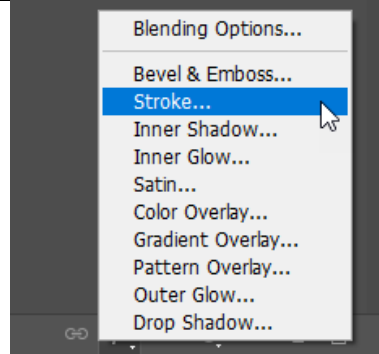 Blending Options...
Bevel & Emboss...
Stroke...
Inner Shadow...
Inner Glow...
Satin...
Color Overlay...
Gradient Overlay...
Pattern Overlay...
Outer Glow...
Drop Shadow...